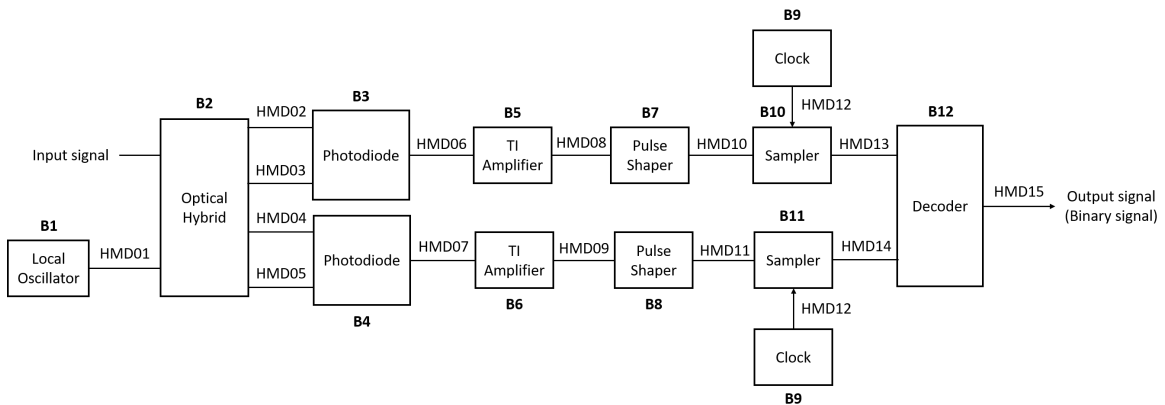 B9
Clock
HMD12
B2
HMD02
B3
B5
B7
B10
B12
Input signal
Optical
Hybrid
HMD03
Photodiode
HMD06
TI
Amplifier
HMD08
Pulse
Shaper
HMD10
Sampler
HMD13
Decoder
HMD15
Output signal
(Binary signal)
B1
Local
Oscillator
HMD01
HMD04
HMD05
Photodiode
B4
HMD07
TI
Amplifier
B6
HMD09
Pulse
Shaper
B8
HMD11
B11
Sampler
HMD14
HMD12
Clock
B9